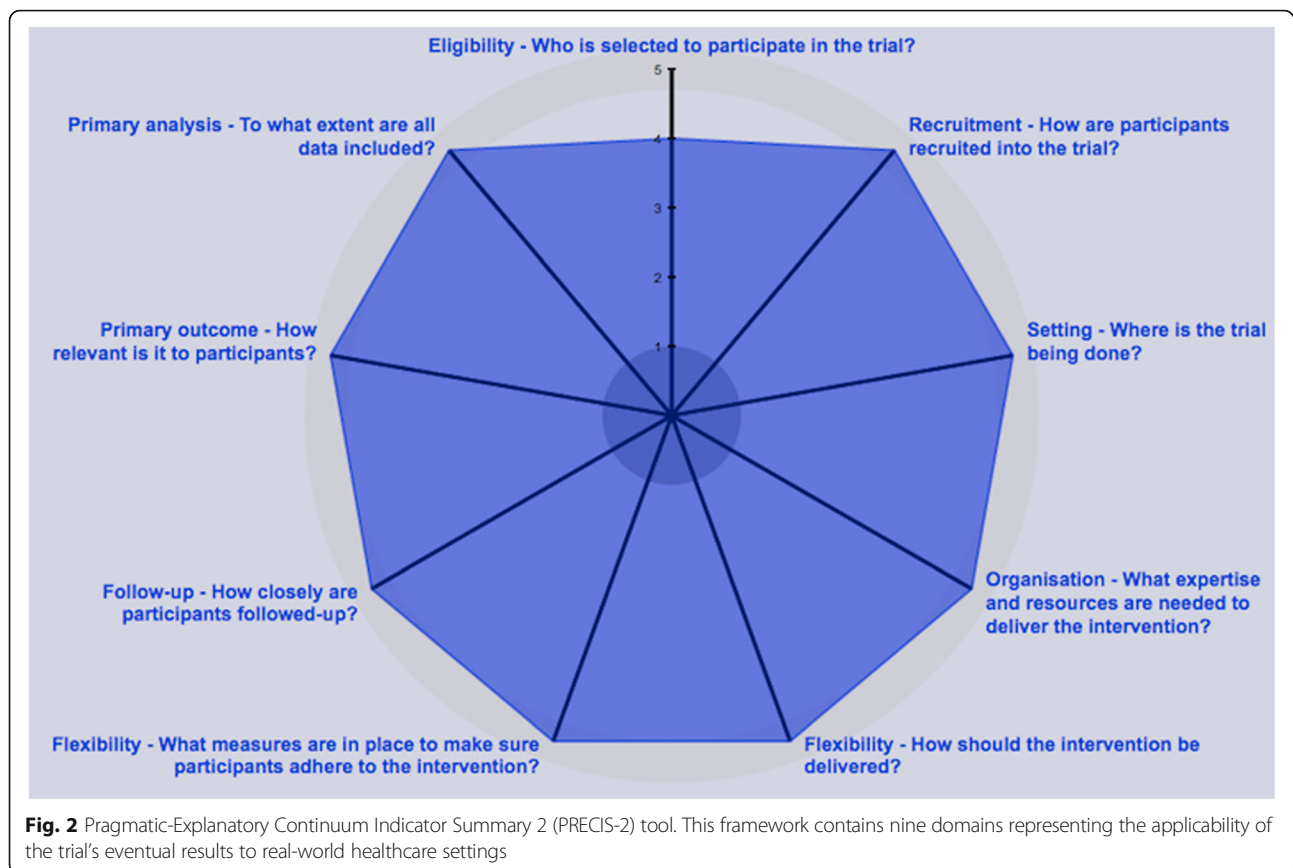 Eligibility - Who is selected to participate in the trial?
5
Primary analysis - To what extent are all
data included?
Recruitment - How are participants
recruited into the trial?
4
3
2
Primary outcome - How
relevant is it to participants?
Setting - Where is the trial
being done?
1
Follow-up - How closely are
participants followed-up?
Organisation - What expertise
and resources are needed to
deliver the intervention?
Flexibility - What measures are in place to make sure
participants adhere to the intervention?
Flexibility - How should the intervention be
delivered?
Fig. 2 Pragmatic-Explanatory Continuum Indicator Summary 2 (PRECIS-2) tool. This framework contains nine domains representing the applicability of
the trial's eventual results to real-world healthcare settings